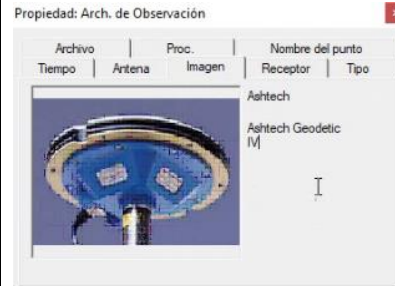 Propiedad: Arch. de Observación
Archivo Proc. Nombre del punto
Tiempo Antena Imagen Receptor Tipo
Ashtech
Ashtech Geodetic
IV